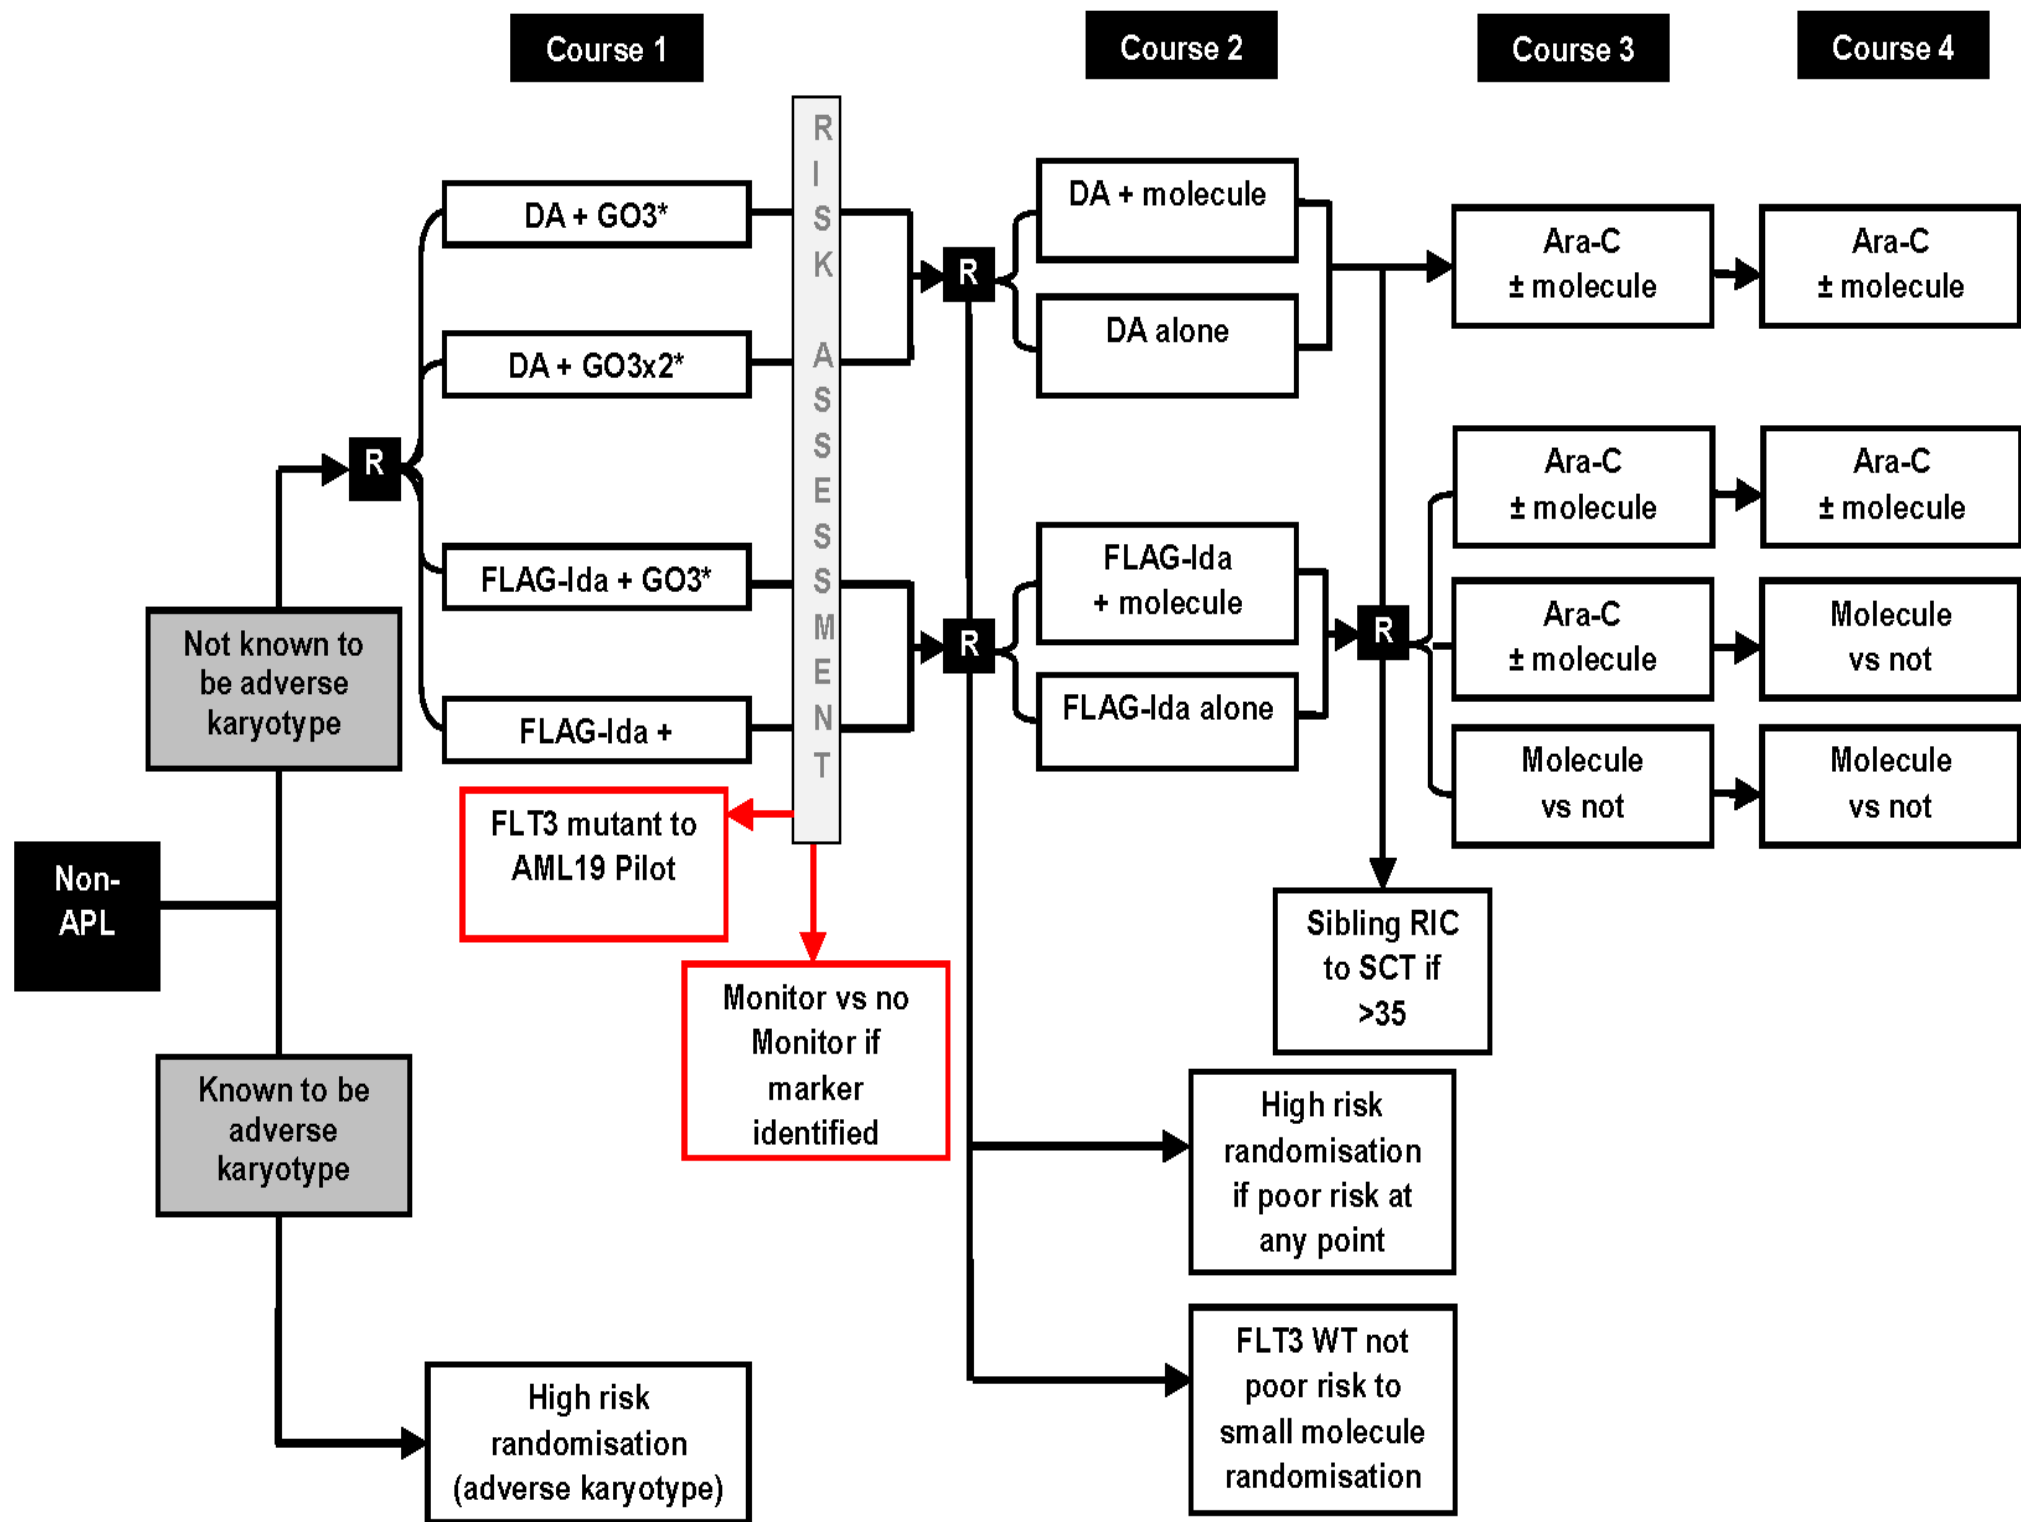 Course 1
Course 2
Course 3
Course 4
R
I
S
K
A
S
S
E
S
S
M
E
N
T
DA + GO3*
DA + GO3x2*
R
FLAG-Ida + GO3*
FLAG-Ida +
Not known to
be adverse
karyotype
Non-
APL
Known to be
adverse
karyotype
FLT3 mutant to
AML19 Pilot
Monitor vs no
Monitor if
marker
identified
High risk
randomisation
(adverse karyotype)
R
DA + molecule
DA alone
R
FLAG-Ida
+ molecule
FLAG-Ida alone
R
Ara-C
± molecule
Ara-C
± molecule
Ara-C
± molecule
Ara-C
± molecule
Ara-C
± molecule
Molecule
vs not
Molecule
vs not
Molecule
vs not
Sibling RIC
to SCT if
>35
High risk
randomisation
if poor risk at
any point
FLT3 WT not
poor risk to
small molecule
randomisation